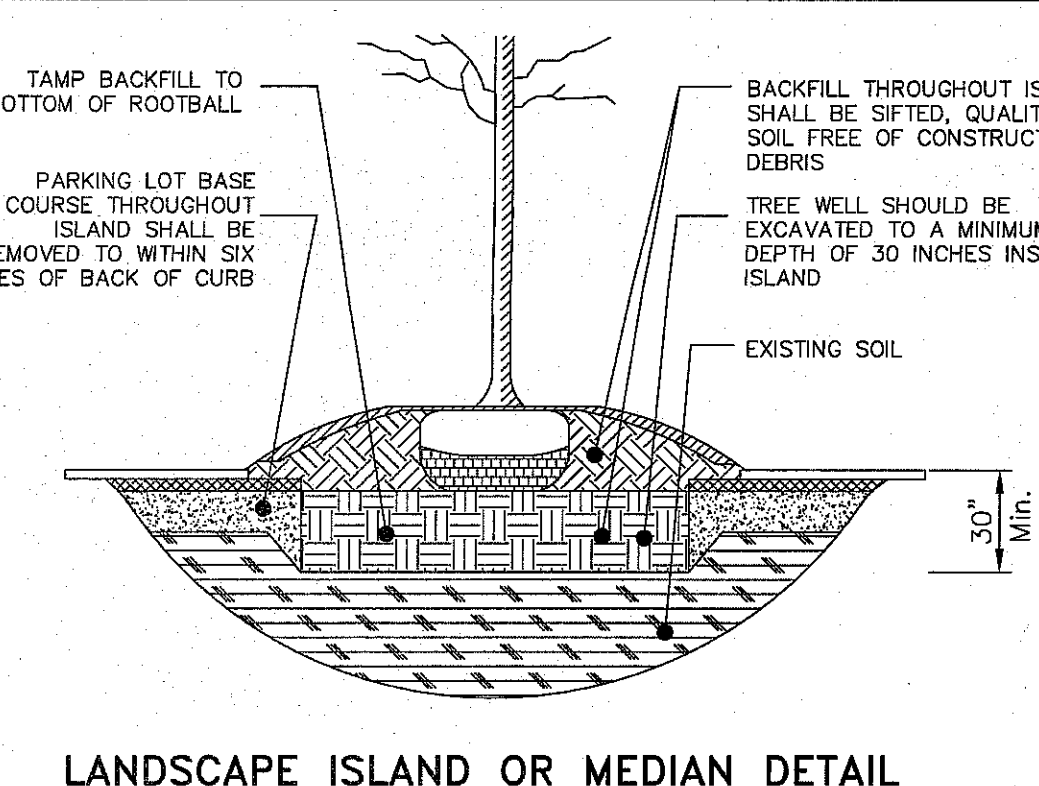 TAMP BACKFILL TO
OTTOM OF ROOTBALL
PARKING LOT BASE
COURSE THROUGHOUT
ISLAND SHALL BE
EMOVED TO WITHIN SIX
ES OF BACK OF CURB
BACKFILL THROUGHOUT IS
SHALL BE SIFTED, QUALIT
SOIL FREE OF CONSTRUCT
DEBRIS
TREE WELL SHOULD BE
EXCAVATED TO A MINIMUM
DEPTH OF 30 INCHES INS
ISLAND
EXISTING SOIL
30"
Min.
LANDSCAPE ISLAND OR MEDIAN DETAIL